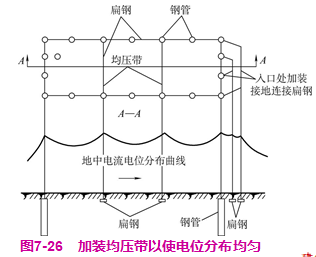 扁钢 钢管
A A
均压带
入口处加装
接地连接扁钢
A—A
地中电流电位分布曲线
扁钢 钢管 扁钢
图7-26 加装均压带以使电位分布均匀